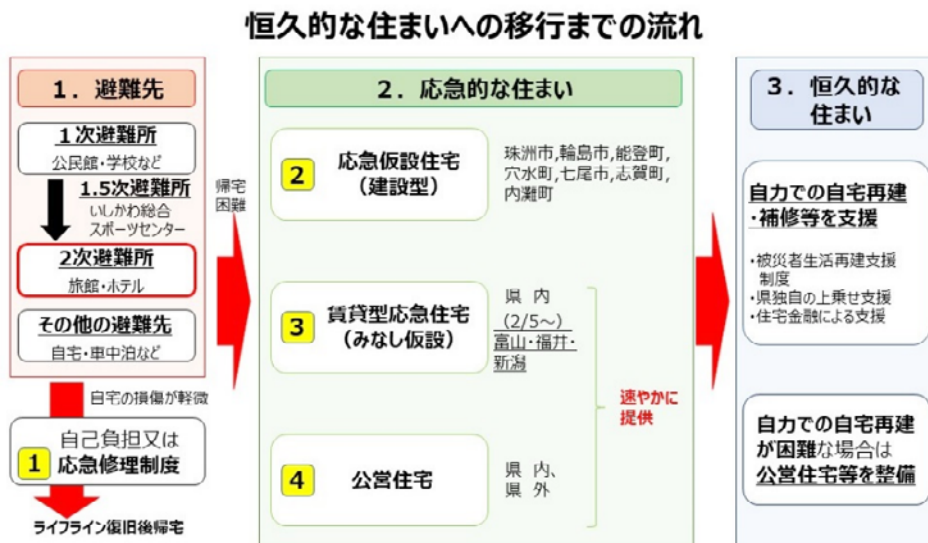 恒久的な住まいへの移行までの流れ
1．避難先
1次避難所
公民館・学校など
1.5次避難所
いしかわ総合
スポーツセンター
2次避難所
旅館・ホテル
その他の避難先
自宅・車中泊など
自宅の損傷が軽微
1
自己負担又は
応急修理制度
ライフライン復旧後帰宅
帰宅
困難
2．応急的な住まい
2
応急仮設住宅
（建設型）
珠洲市,輪島市,能登町,
穴水町,七尾市,志賀町,
内灘町
3
賃貸型応急住宅
（みなし仮設）
県 内
（2/5～）
富山・福井・
新潟
4
公営住宅
県 内、
県 外
速やかに
提供
3．恒久的な
住まい
自力での自宅再建
・補修等を支援
・被災者生活再建支援
制度
・県独自の上乗せ支援
・住宅金融による支援
自力での自宅再建
が困難な場合は
公営住宅等を整備